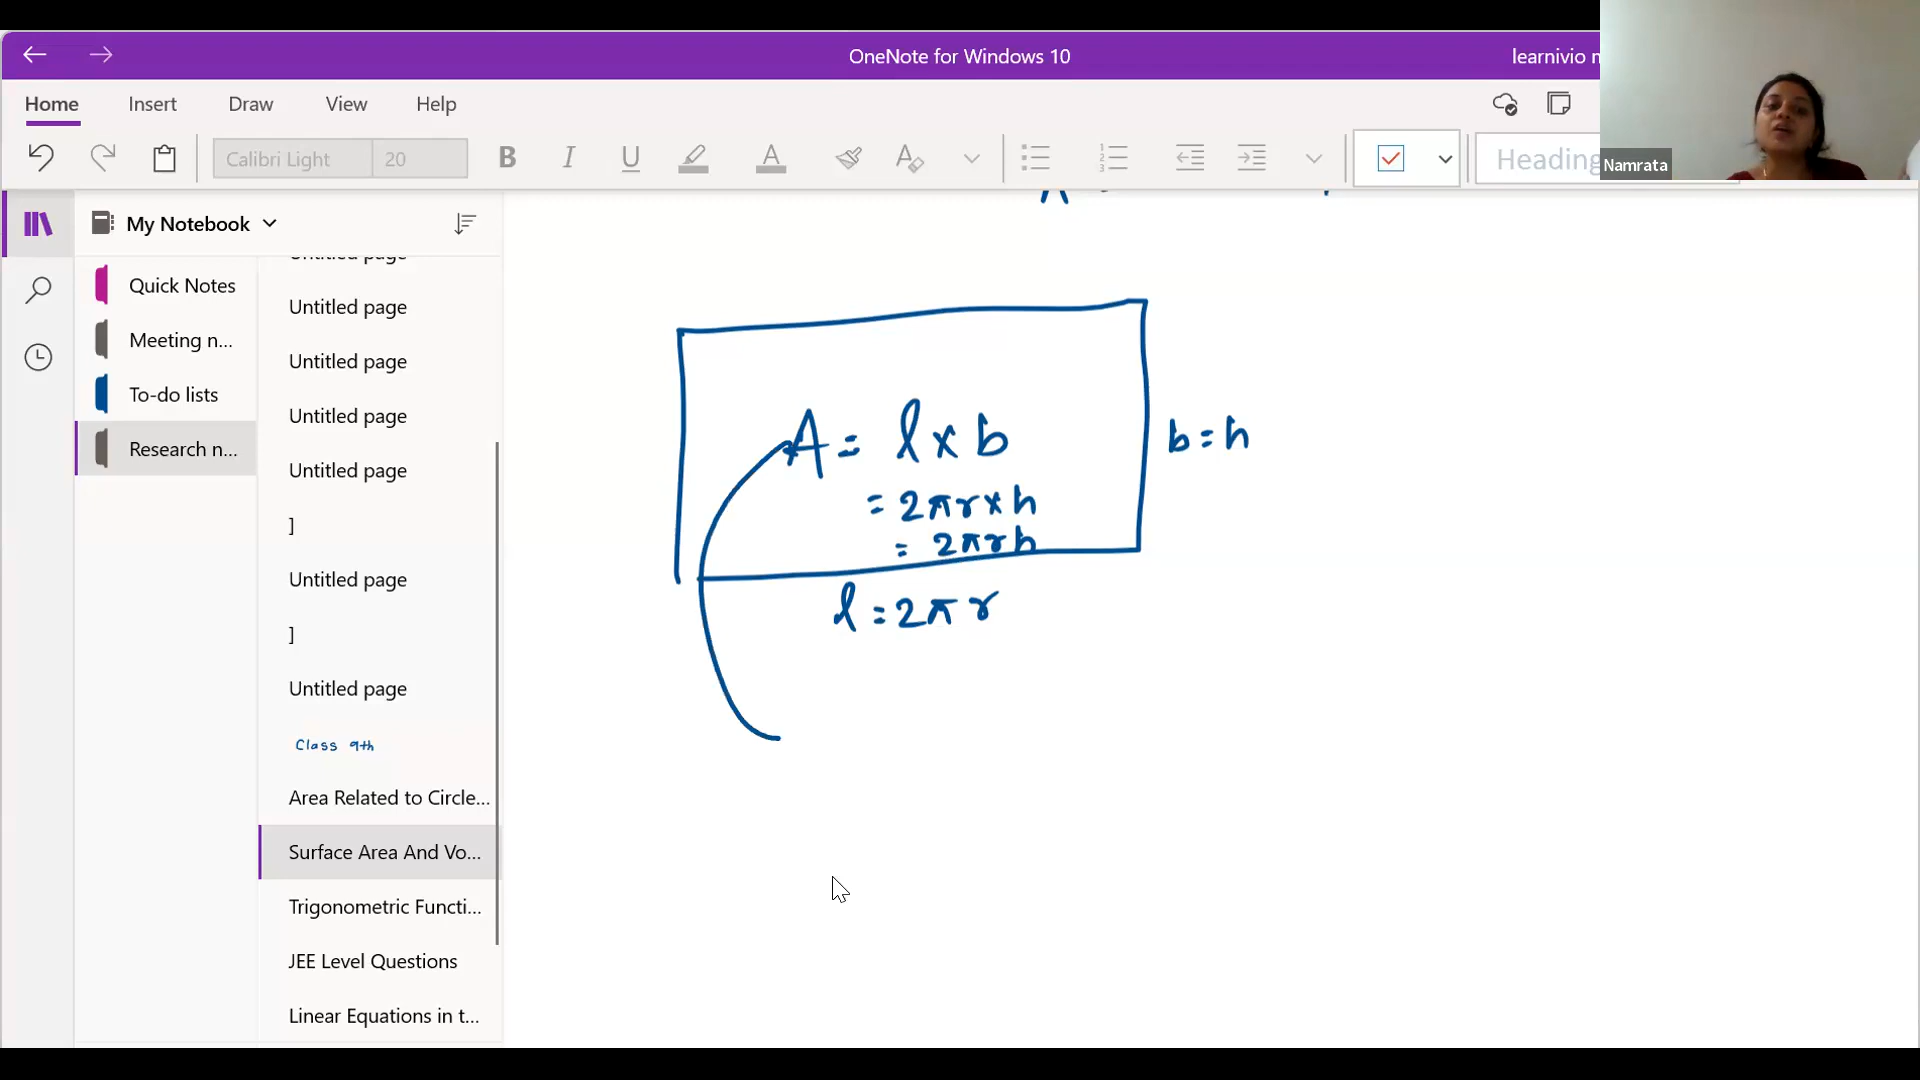 OneNote for Windows 10
learnivio
Home Insert Draw View Help
Calibri Light 20
B I U A
Heading
Namrata
My Notebook
Quick Notes
Meeting n...
To-do lists
Research n...
Untitled page
Untitled page
Untitled page
Untitled page
Untitled page
]
Untitled page
]
Untitled page
Class 9th
Area Related to Circle...
Surface Area And Vo...
Trigonometric Functi...
JEE Level Questions
Linear Equations in t...
A = l × b
= 2πr × h
= 2πrh
b = h
l = 2πr